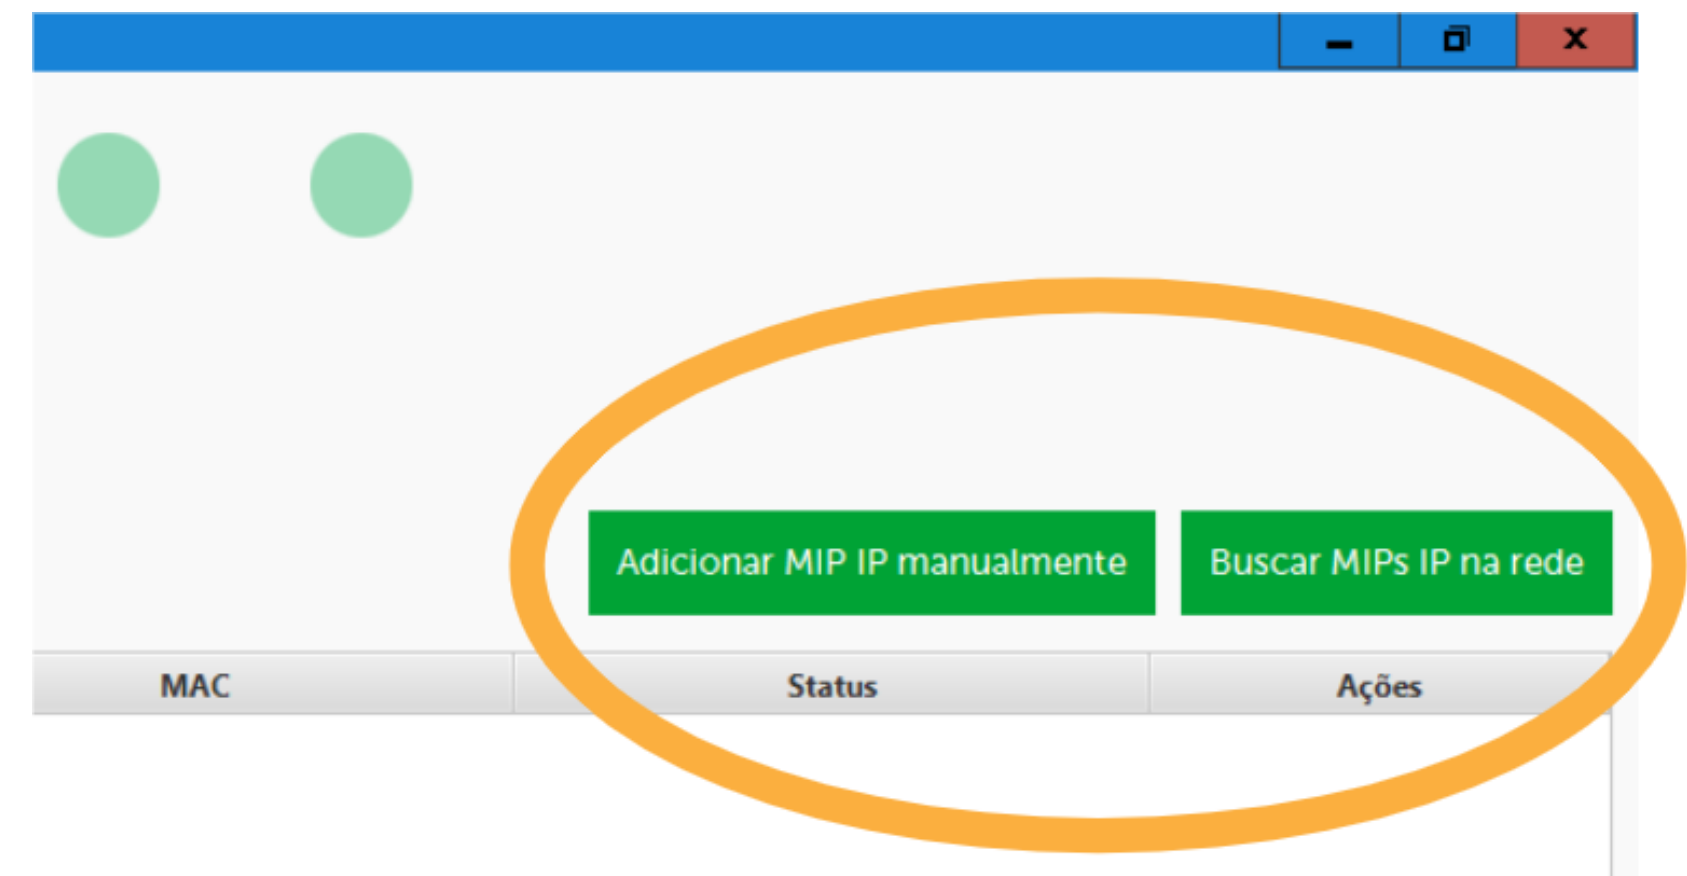 Adicionar MIP IP manualmente
Buscar MIPs IP na rede
MAC
Status
Ações